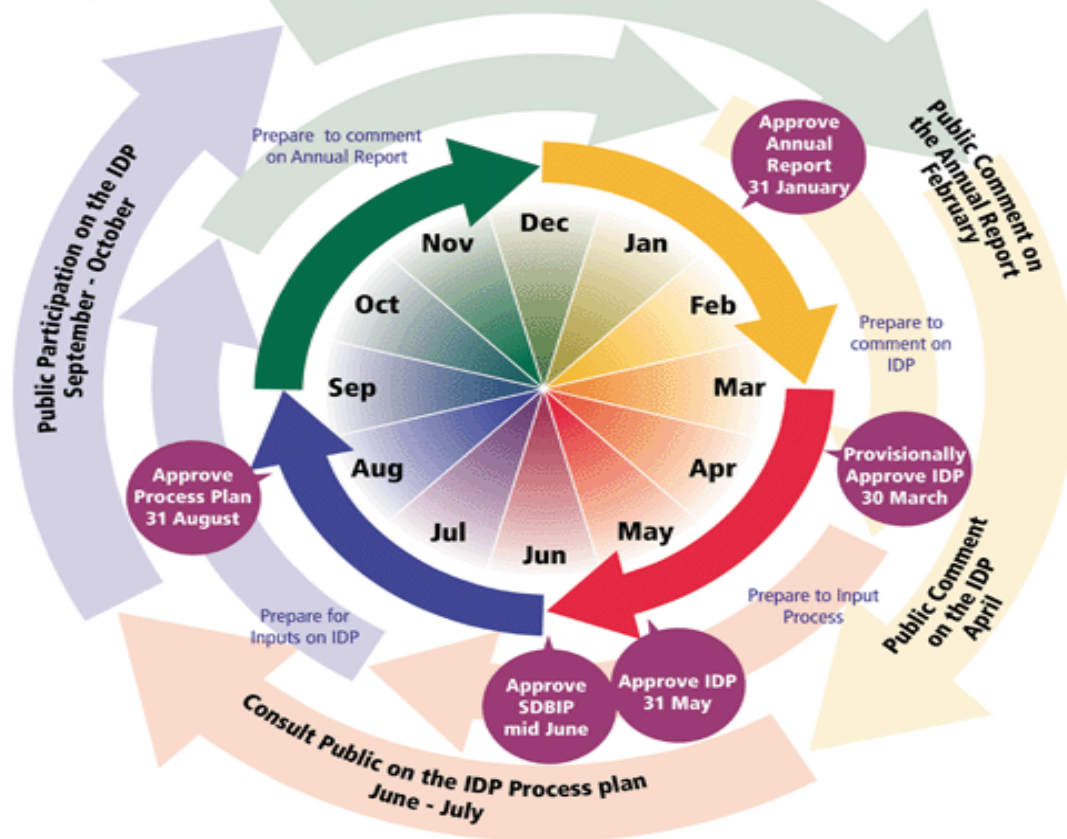 Public Participation on the IDP
September - October
Prepare  to comment
on Annual Report
Approve
Annual
Report
31 January
Public Comment on
the Annual Report
February
Dec
Jan
Feb
Mar
Apr
May
Jun
Jul
Aug
Sep
Oct
Nov
Prepare to
comment on
IDP
Provisionally
Approve IDP
30 March
Public Comment
on the IDP
April
Prepare to Input
Process
Approve IDP
31 May
Approve
SDBIP
mid June
Consult Public on the IDP Process plan
June - July
Prepare for
Inputs on IDP
Approve
Process Plan
31 August